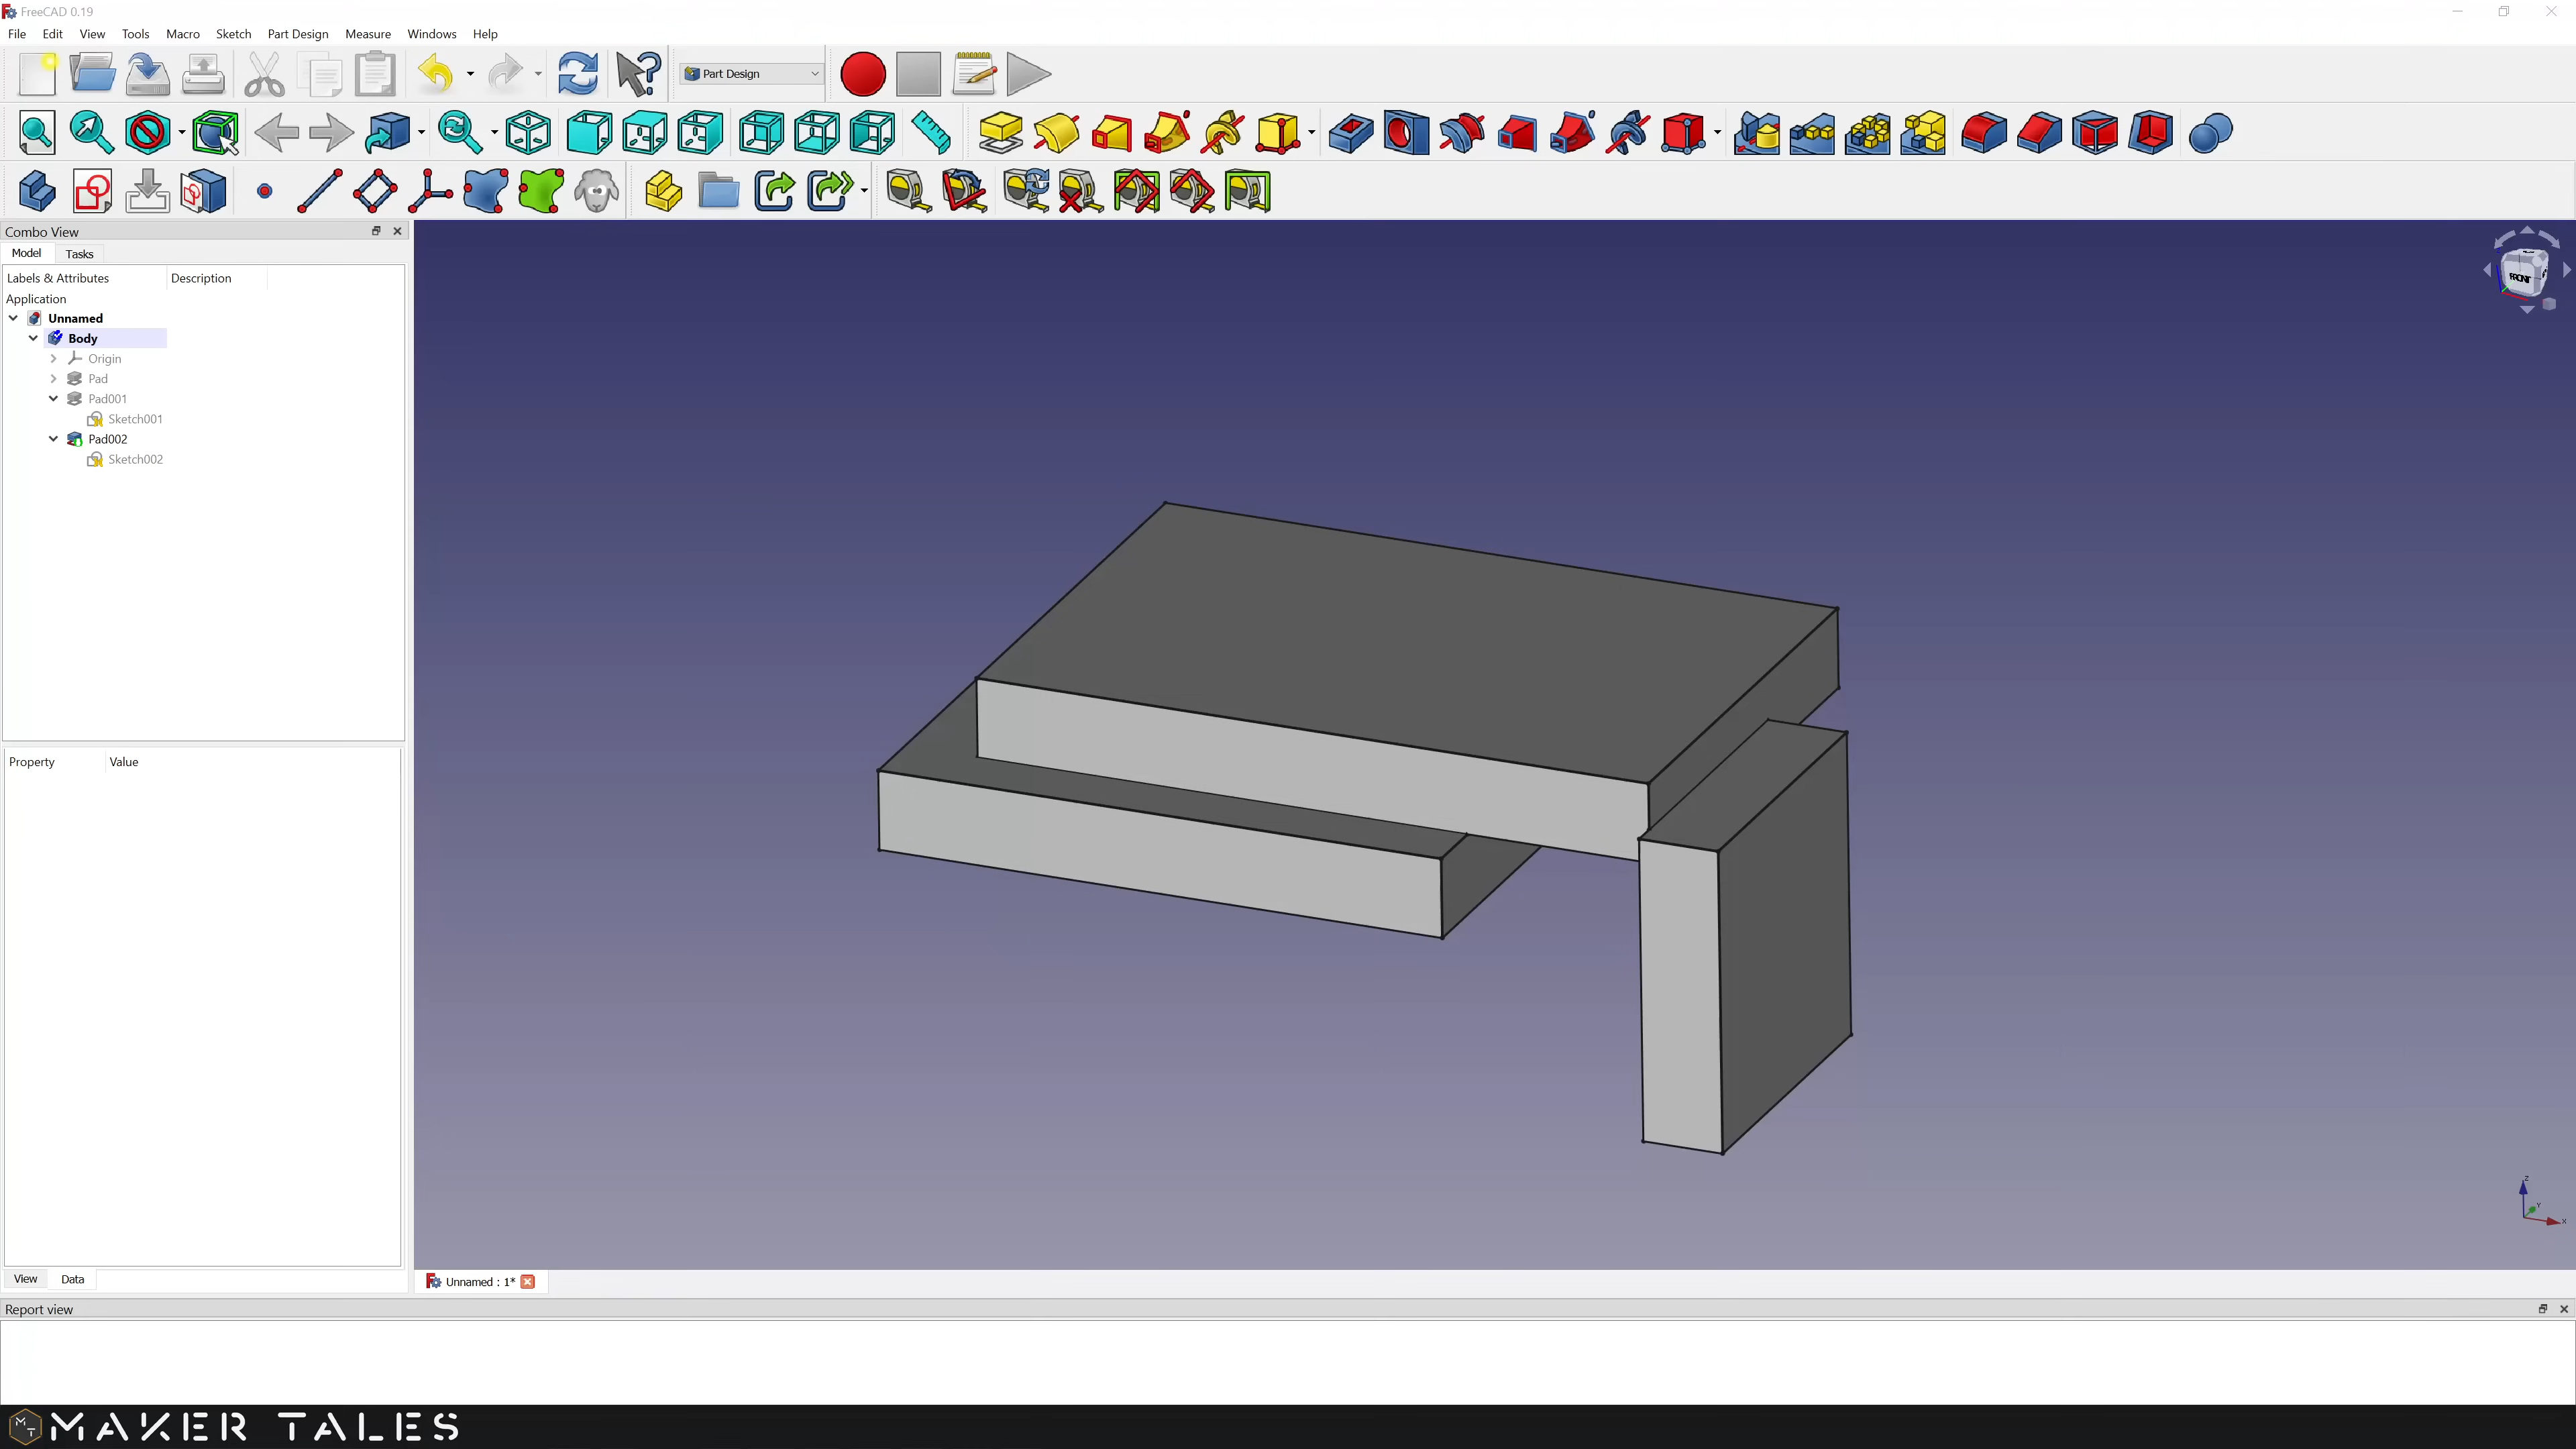 FreeCAD 0.19
File Edit View Tools Macro Sketch Part Design Measure Windows Help
Part Design
Combo View
Model Tasks
Labels & Attributes Description
Application
Unnamed
Body
Origin
Pad
Pad001
Sketch001
Pad002
Sketch002
FRONT
Property Value
Z
Y
X
View Data
Unnamed : 1*
Report view
M T MAKER TALES